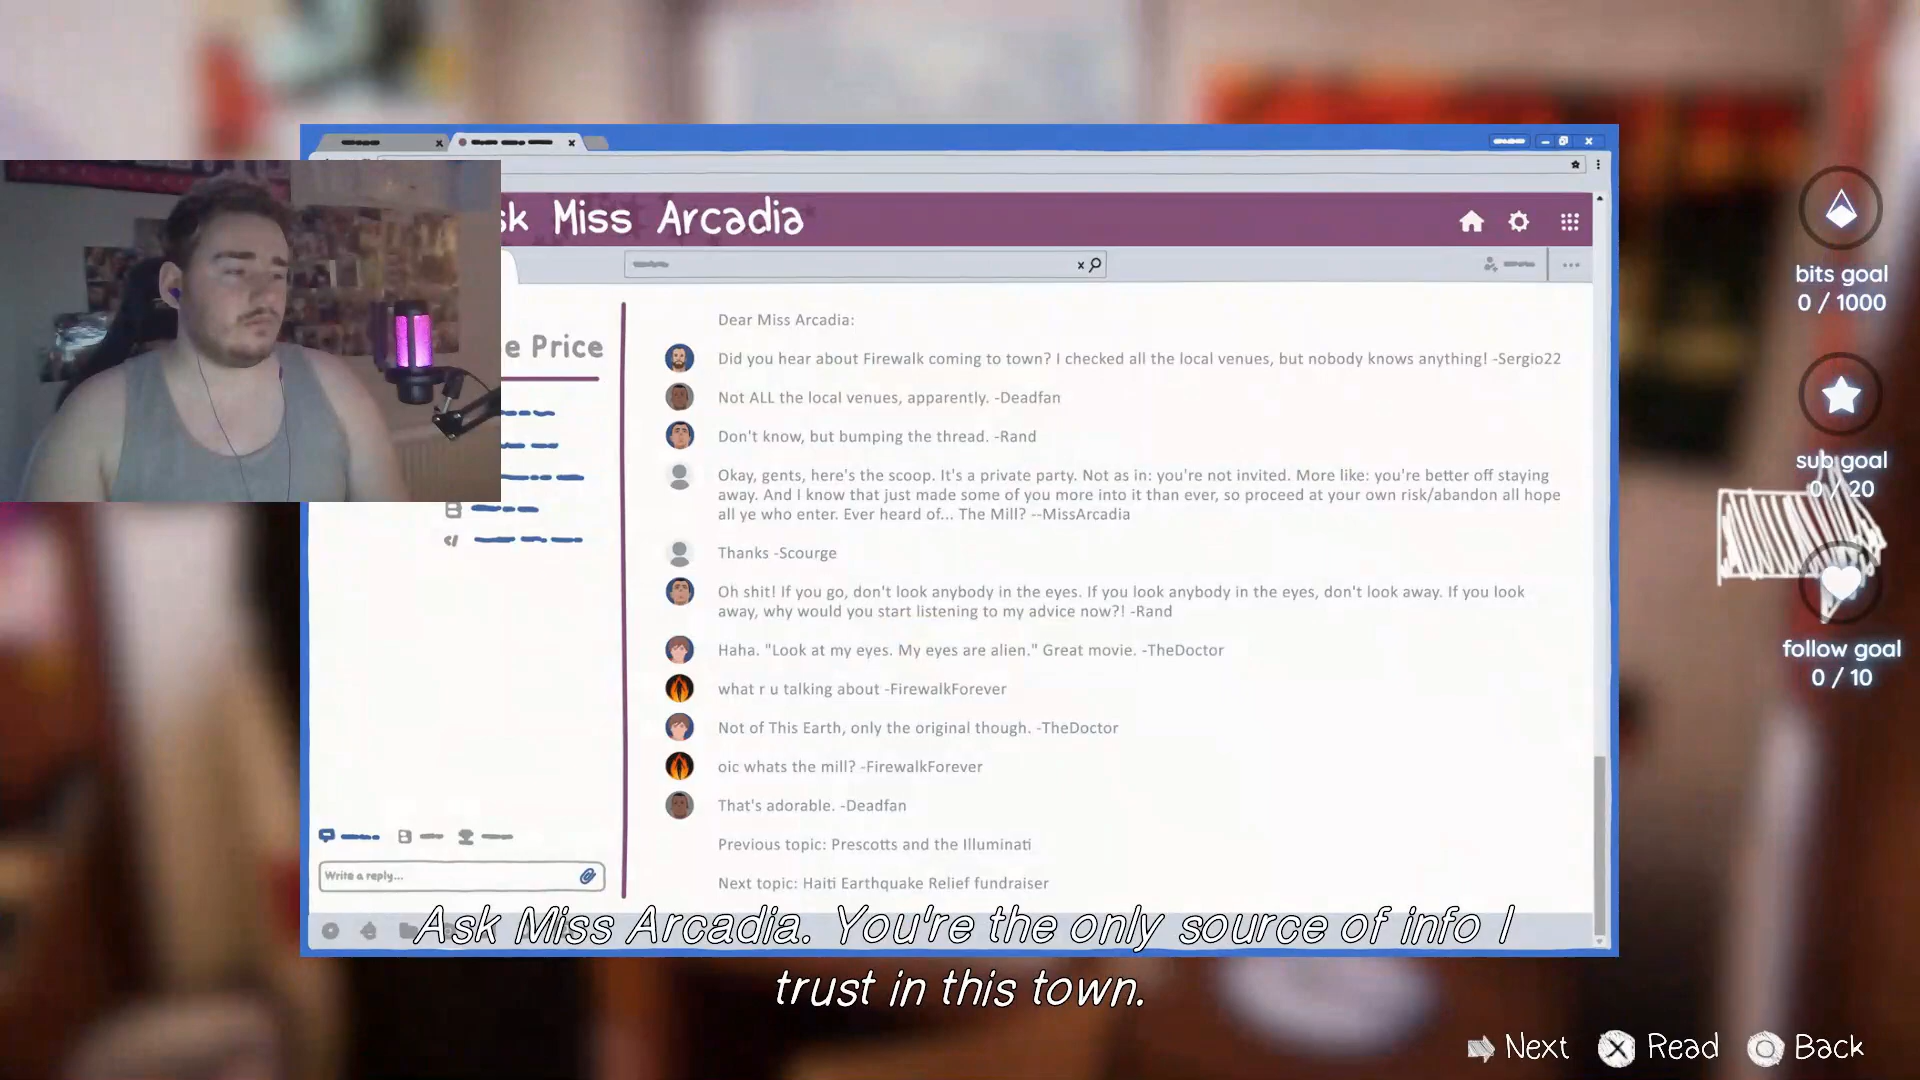 sk Miss Arcadia
e Price
Dear Miss Arcadia:
Did you hear about Firewalk coming to town? I checked all the local venues, but nobody knows anything! -Sergio22
Not ALL the local venues, apparently. -Deadfan
Don't know, but bumping the thread. -Rand
Okay, gents, here's the scoop. It's a private party. Not as in: you're not invited. More like: you're better off staying
away. And I know that just made some of you more into it than ever, so proceed at your own risk/abandon all hope
all ye who enter. Ever heard of... The Mill? --MissArcadia
Thanks -Scourge
Oh shit! If you go, don't look anybody in the eyes. If you look anybody in the eyes, don't look away. If you look
away, why would you start listening to my advice now?! -Rand
Haha. "Look at my eyes. My eyes are alien." Great movie. -TheDoctor
what r u talking about -FirewalkForever
Not of This Earth, only the original though. -TheDoctor
oic whats the mill? -FirewalkForever
That's adorable. -Deadfan
Previous topic: Prescotts and the Illuminati
Next topic: Haiti Earthquake Relief fundraiser
Write a reply...
Ask Miss Arcadia. You're the only source of info I
trust in this town.
bits goal
0 / 1000
sub goal
0 / 20
follow goal
0 / 10
Next Read Back